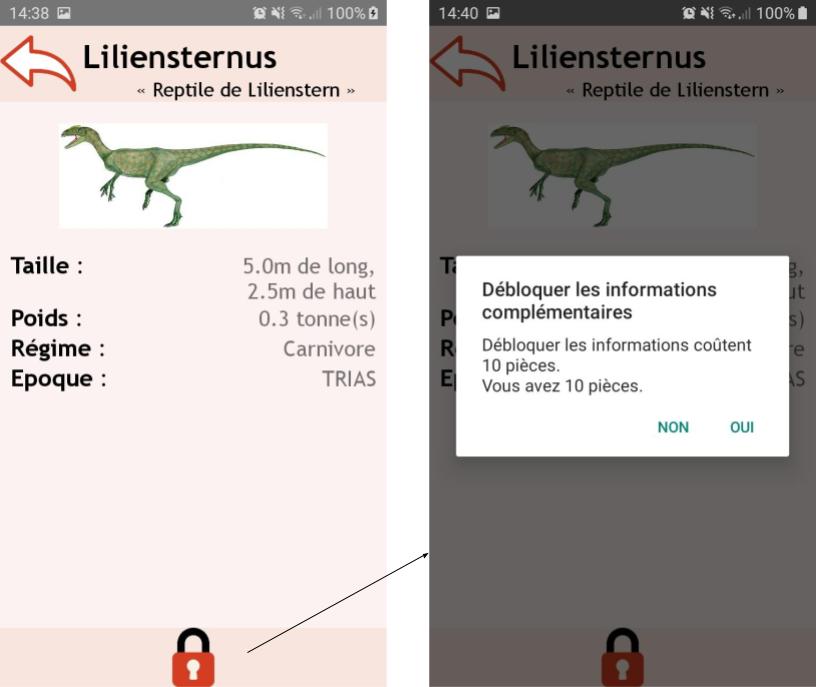 14:38 100%
Liliensternus
« Reptile de Lilienstern »
Taille : 5.0m de long,
2.5m de haut
Poids : 0.3 tonne(s)
Régime : Carnivore
Epoque : TRIAS
14:40 100%
Liliensternus
« Reptile de Lilienstern »
Débloquer les informations
complémentaires
Débloquer les informations coûtent
10 pièces.
Vous avez 10 pièces.
NON OUI